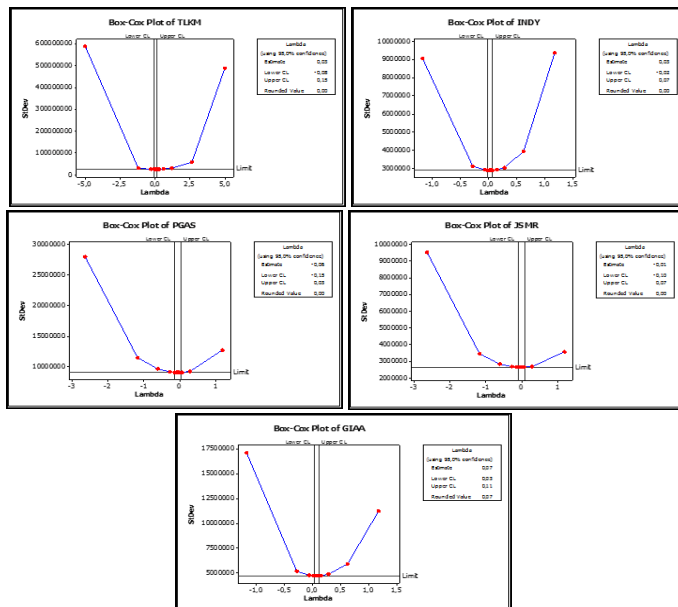 Box-Cox Plot of TLKM
Lower CL Upper CL
600000000
500000000
400000000
300000000
200000000
100000000
0
StDev
-5,0 -2,5 0,0 2,5 5,0
Lambda
Limit
Lambda
(using 95,0% confidence)
Estimate 0,03
Lower CL -0,08
Upper CL 0,15
Rounded Value 0,00
Box-Cox Plot of INDY
Lower CL Upper CL
10000000
9000000
8000000
7000000
6000000
5000000
4000000
3000000
StDev
-1,0 -0,5 0,0 0,5 1,0 1,5
Lambda
Limit
Lambda
(using 95,0% confidence)
Estimate 0,03
Lower CL -0,02
Upper CL 0,07
Rounded Value 0,00
Box-Cox Plot of PGAS
Lower CL Upper CL
30000000
25000000
20000000
15000000
10000000
StDev
-3 -2 -1 0 1
Lambda
Limit
Lambda
(using 95,0% confidence)
Estimate
Lower CL
Upper CL
Rounded Value 0,00
Box-Cox Plot of JSMR
Lower CL Upper CL
10000000
9000000
8000000
7000000
6000000
5000000
4000000
3000000
2000000
StDev
-3 -2 -1 0 1
Lambda
Limit
Lambda
(using 95,0% confidence)
Estimate -0,01
Lower CL -0,10
Upper CL 0,07
Rounded Value 0,00
Box-Cox Plot of GIAA
Lower CL Upper CL
17500000
15000000
12500000
10000000
7500000
5000000
StDev
-1,0 -0,5 0,0 0,5 1,0 1,5
Lambda
Limit
Lambda
(using 95,0% confidence)
Estimate 0,07
Lower CL 0,03
Upper CL 0,11
Rounded Value 0,07